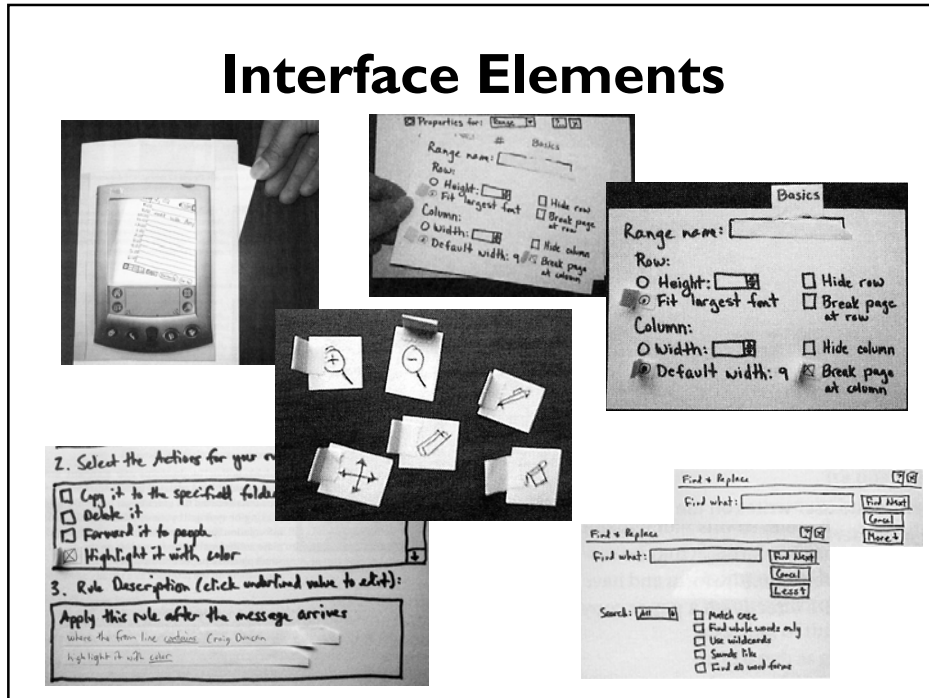 Interface Elements
Properties for: Range ?
# Basics
Range name:
Row:
Height:
Fit largest font
Hide row
Break page
at row
Column:
Width:
Default width: 9
Hide column
Break page
at column
Basics
Range name:
Row:
Height:
Fit largest font
Hide row
Break page
at row
Column:
Width:
Default width: 9
Hide column
Break page
at column
2. Select the Actions for your
Copy it to the specified
Delete it
Forward it to people
Highlight it with color
3. Rule Description (click underlined value to edit):
Apply this rule after the message arrives
where the from line contains Craig Duncan
highlight it with color
Find & Replace ?
Find what:
Find Next
Cancel
More
Find & Replace ?
Find what:
Find Next
Cancel
Less
Search: All
Match case
Find whole words only
Use wildcards
Sounds like
Find all word forms